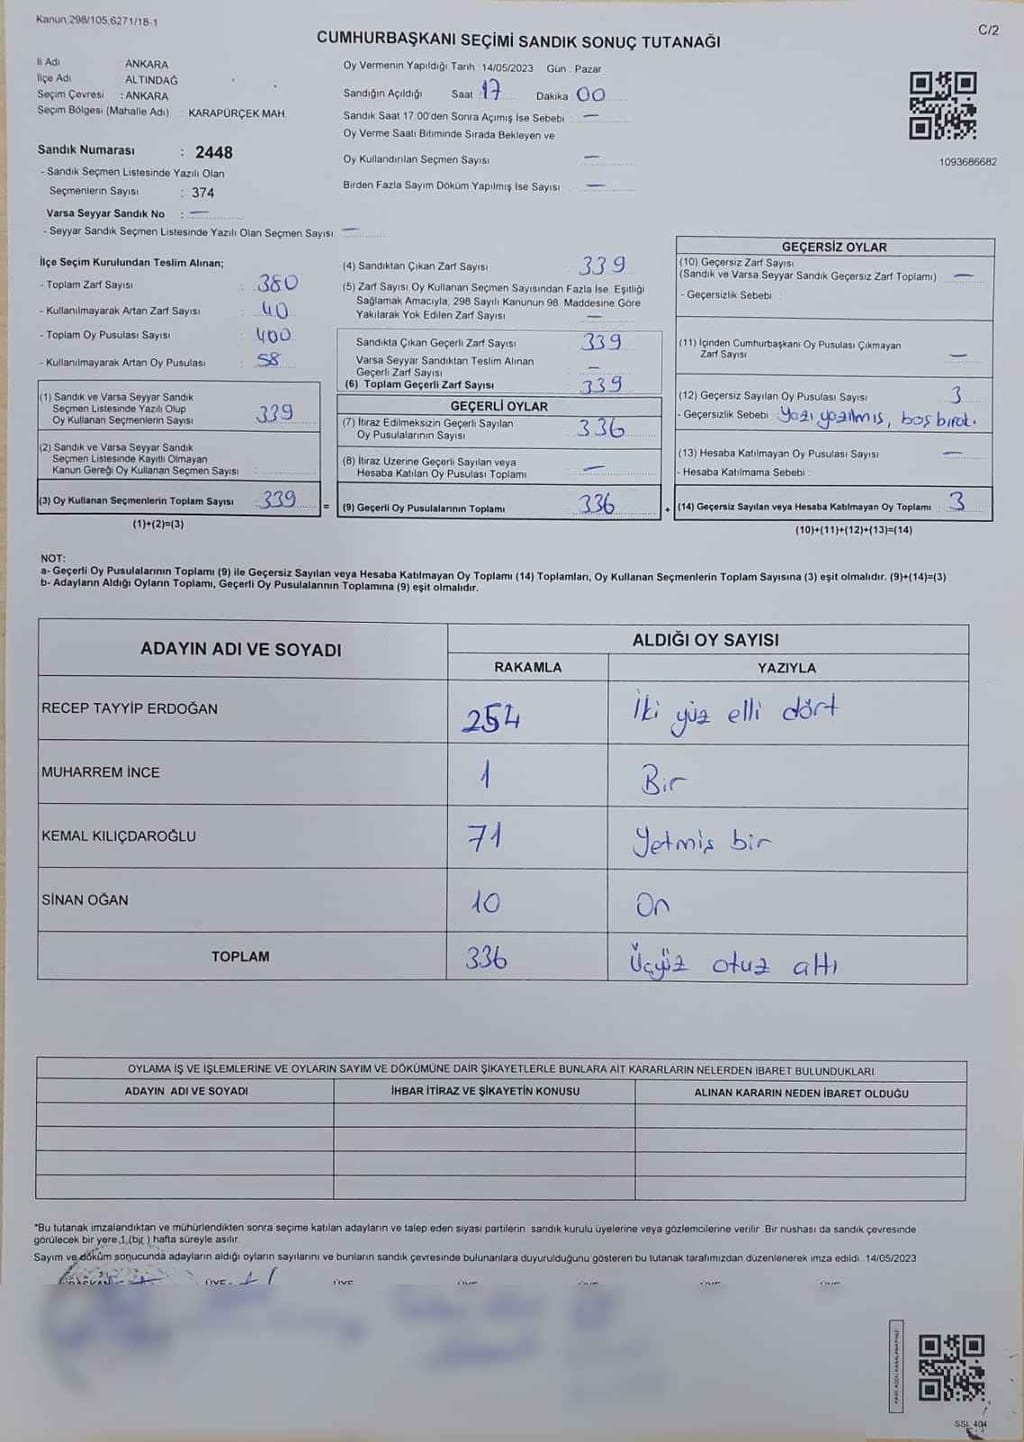 Kanun 298/105,6271/18-1
C/2
CUMHURBAŞKANI SEÇİMİ SANDIK SONUÇ TUTANAĞI
İl Adı ANKARA
İlçe Adı ALTINDAĞ
Seçim Çevresi : ANKARA
Seçim Bölgesi (Mahalle Adı) KARAPÜRÇEK MAH.
Oy Vermenin Yapıldığı Tarih : 14/05/2023 Gün : Pazar
Sandığın Açıldığı Saat 17 Dakika 00
Sandık Saat 17.00'den Sonra Açımış İse Sebebi —
Oy Verme Saati Bitiminde Sırada Bekleyen ve
Oy Kullandırılan Seçmen Sayısı —
Birden Fazla Sayım Döküm Yapılmış İse Sayısı —
1093686682
Sandık Numarası : 2448
- Sandık Seçmen Listesinde Yazılı Olan
Seçmenlerin Sayısı : 374
Varsa Seyyar Sandık No : —
- Seyyar Sandık Seçmen Listesinde Yazılı Olan Seçmen Sayısı —
İlçe Seçim Kurulundan Teslim Alınan;
- Toplam Zarf Sayısı : 380
- Kullanılmayarak Artan Zarf Sayısı : 40
- Toplam Oy Pusulası Sayısı : 400
- Kullanılmayarak Artan Oy Pusulası : 58
(1) Sandık ve Varsa Seyyar Sandık
Seçmen Listesinde Yazılı Olup
Oy Kullanan Seçmenlerin Sayısı 339
(2) Sandık ve Varsa Seyyar Sandık
Seçmen Listesinde Kayıtlı Olmayan
Kanun Gereği Oy Kullanan Seçmen Sayısı
(3) Oy Kullanan Seçmenlerin Toplam Sayısı 339 =
(1)+(2)=(3)
(4) Sandıktan Çıkan Zarf Sayısı 339
(5) Zarf Sayısı Oy Kullanan Seçmen Sayısından Fazla İse, Eşitliği
Sağlamak Amacıyla, 298 Sayılı Kanunun 98. Maddesine Göre
Yakılarak Yok Edilen Zarf Sayısı —
Sandıkta Çıkan Geçerli Zarf Sayısı 339
Varsa Seyyar Sandıktan Teslim Alınan
Geçerli Zarf Sayısı —
(6) Toplam Geçerli Zarf Sayısı 339
GEÇERLİ OYLAR
(7) İtiraz Edilmeksizin Geçerli Sayılan
Oy Pusulalarının Sayısı 336
(8) İtiraz Üzerine Geçerli Sayılan veya
Hesaba Katılan Oy Pusulası Toplamı —
(9) Geçerli Oy Pusulalarının Toplamı 336 +
GEÇERSİZ OYLAR
(10) Geçersiz Zarf Sayısı
(Sandık ve Varsa Seyyar Sandık Geçersiz Zarf Toplamı) —
- Geçersizlik Sebebi :
(11) İçinden Cumhurbaşkanı Oy Pusulası Çıkmayan
Zarf Sayısı —
(12) Geçersiz Sayılan Oy Pusulası Sayısı 3
- Geçersizlik Sebebi Yazı yazılmış, boş bırak.
(13) Hesaba Katılmayan Oy Pusulası Sayısı —
- Hesaba Katılmama Sebebi :
(14) Geçersiz Sayılan veya Hesaba Katılmayan Oy Toplamı 3
(10)+(11)+(12)+(13)=(14)
NOT:
a- Geçerli Oy Pusulalarının Toplamı (9) ile Geçersiz Sayılan veya Hesaba Katılmayan Oy Toplamı (14) Toplamları, Oy Kullanan Seçmenlerin Toplam Sayısına (3) eşit olmalıdır. (9)+(14)=(3)
b- Adayların Aldığı Oyların Toplamı, Geçerli Oy Pusulalarının Toplamına (9) eşit olmalıdır.
ADAYIN ADI VE SOYADI
ALDIĞI OY SAYISI
RAKAMLA YAZIYLA
RECEP TAYYİP ERDOĞAN 254 İki yüz elli dört
MUHARREM İNCE 1 Bir
KEMAL KILIÇDAROĞLU 71 Yetmiş bir
SİNAN OĞAN 10 On
TOPLAM 336 Üçyüz otuz altı
OYLAMA İŞ VE İŞLEMLERİNE VE OYLARIN SAYIM VE DÖKÜMÜNE DAİR ŞİKAYETLERLE BUNLARA AİT KARARLARIN NELERDEN İBARET BULUNDUKLARI
ADAYIN ADI VE SOYADI İHBAR İTİRAZ VE ŞİKAYETİN KONUSU ALINAN KARARIN NEDEN İBARET OLDUĞU
*Bu tutanak imzalandıktan ve mühürlendikten sonra seçime katılan adayların ve talep eden siyasi partilerin sandık kurulu üyelerine veya gözlemcilerine verilir. Bir nüshası da sandık çevresinde
görülecek bir yere 1 (bir) hafta süreyle asılır.
Sayım ve döküm sonucunda adayların aldığı oyların sayılarını ve bunların sandık çevresinde bulunanlara duyurulduğunu gösteren bu tutanak tarafımızdan düzenlenerek imza edildi. 14/05/2023
BAŞKAN ÜYE ÜYE ÜYE ÜYE ÜYE ÜYE
SSL 404